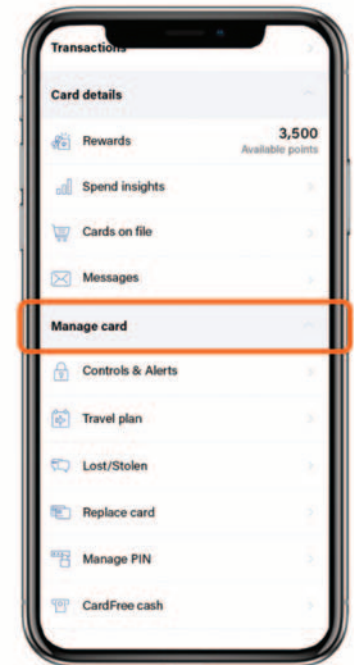 Transactions
Card details
Rewards
3,500
Available points
Spend insights
Cards on file
Messages
Manage card
Controls & Alerts
Travel plan
Lost/Stolen
Replace card
Manage PIN
CardFree cash